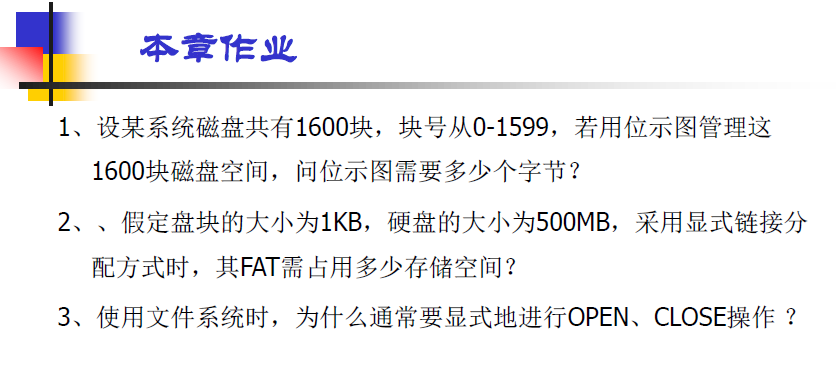 本章作业
1、设某系统磁盘共有1600块，块号从0-1599，若用位示图管理这
1600块磁盘空间，问位示图需要多少个字节？
2、、假定盘块的大小为1KB，硬盘的大小为500MB，采用显式链接分
配方式时，其FAT需占用多少存储空间？
3、使用文件系统时，为什么通常要显式地进行OPEN、CLOSE操作 ？